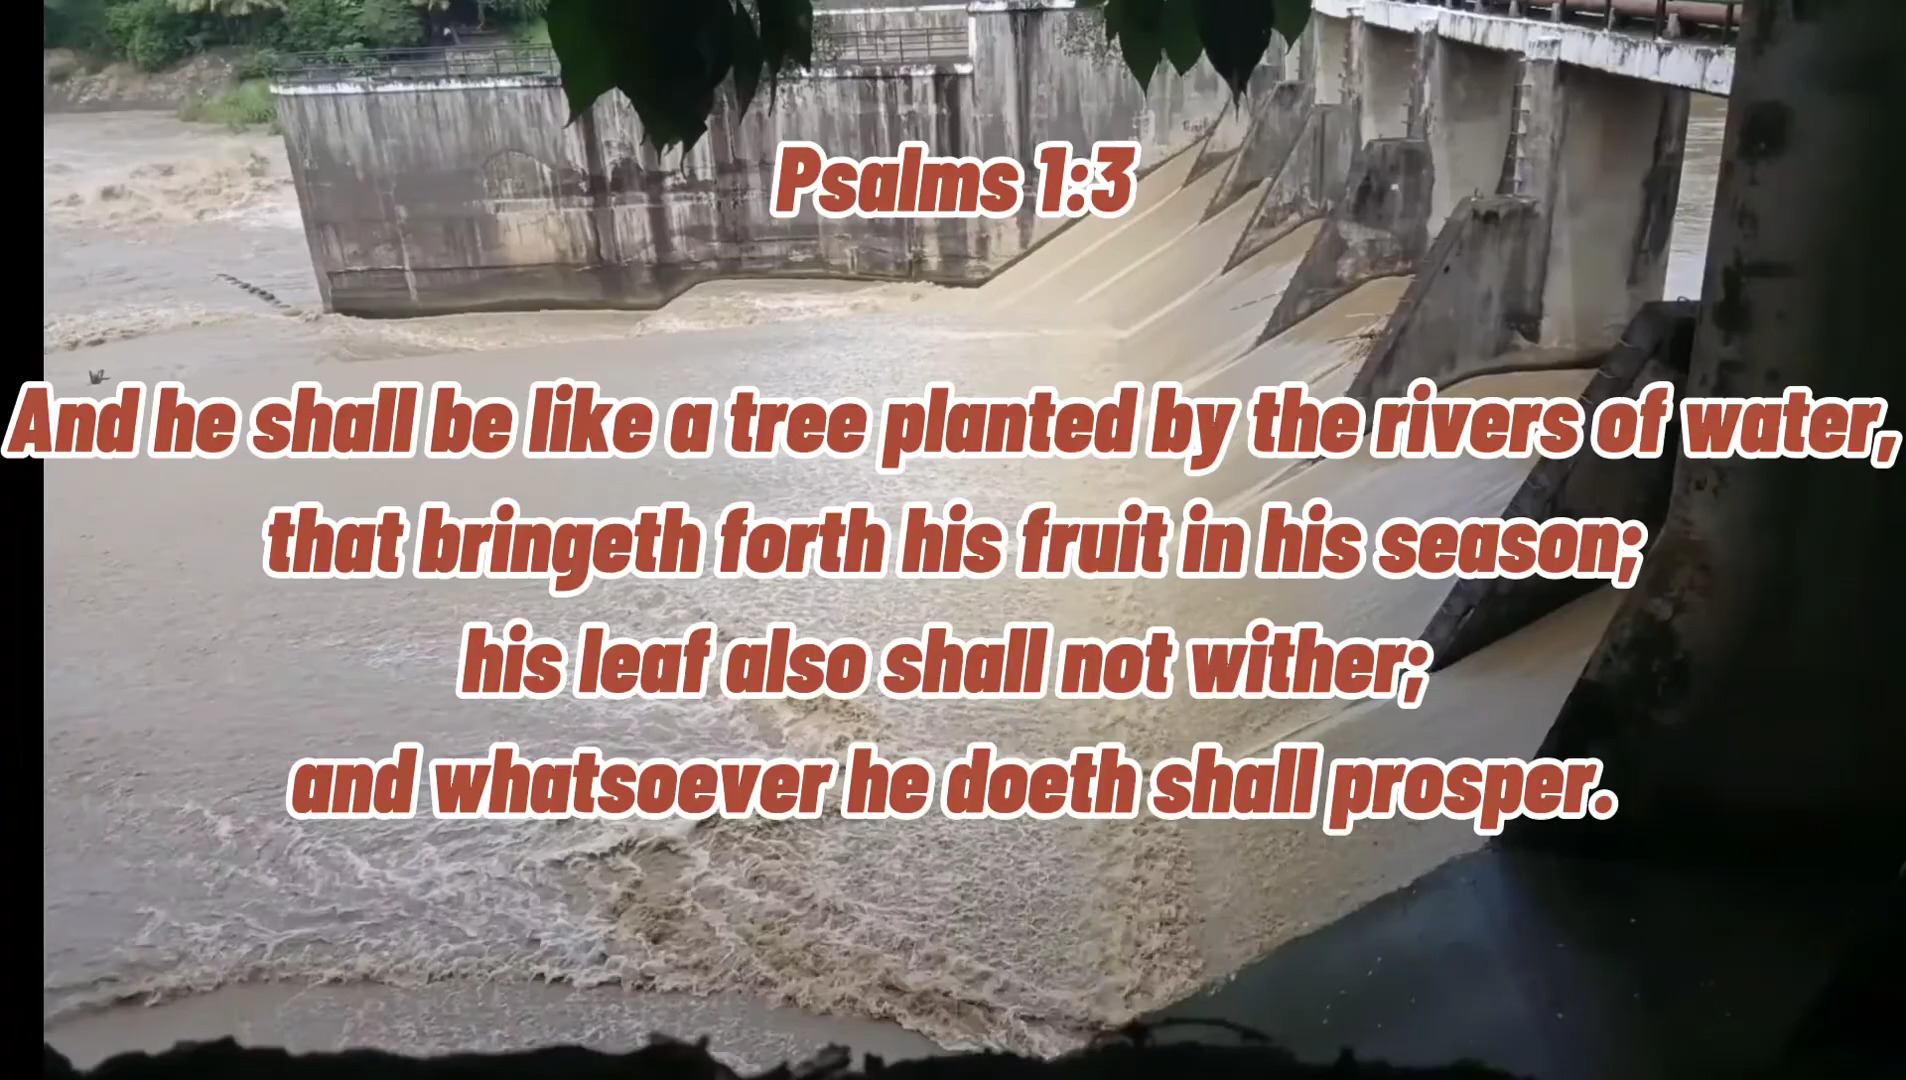 Psalms 1:3
And he shall be like a tree planted by the rivers of water,
that bringeth forth his fruit in his season;
his leaf also shall not wither;
and whatsoever he doeth shall prosper.